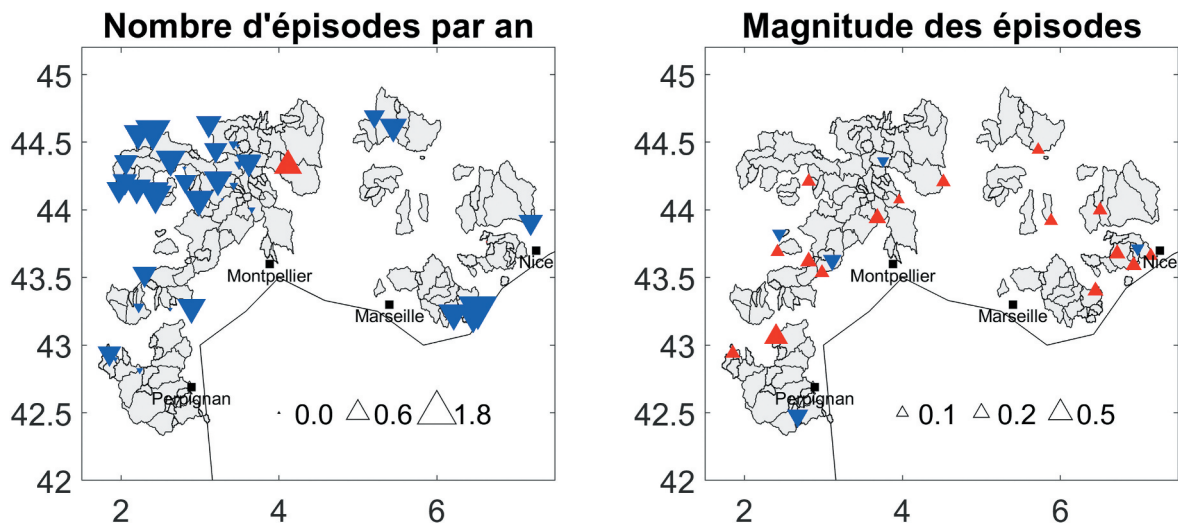 Nombre d'épisodes par an
45
44.5
44
43.5
43
42.5
42
2
4
6
Montpellier
Marseille
Nice
Perpignan
0.0
0.6
1.8
Magnitude des épisodes
45
44.5
44
43.5
43
42.5
42
2
4
6
Montpellier
Marseille
Nice
Perpignan
0.1
0.2
0.5